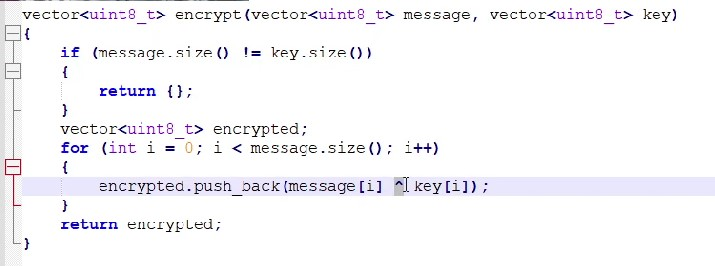 vector<uint8_t> encrypt(vector<uint8_t> message, vector<uint8_t> key)
{
    if (message.size() != key.size())
    {
        return {};
    }
    vector<uint8_t> encrypted;
    for (int i = 0; i < message.size(); i++)
    {
        encrypted.push_back(message[i] ^ key[i]);
    }
    return encrypted;
}